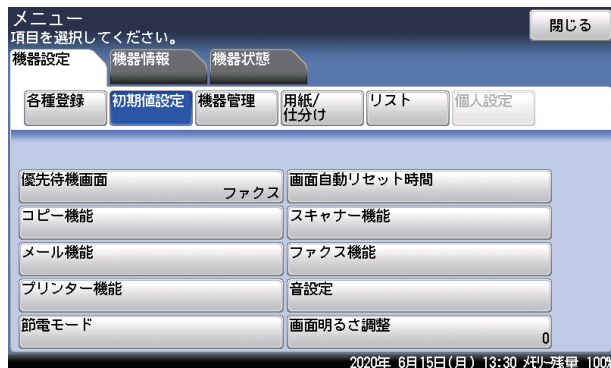 メニュー
閉じる
項目を選択してください。
機器設定 機器情報 機器状態
各種登録 初期値設定 機器管理 用紙/ リスト 個人設定
仕分け
優先待機画面 画面自動リセット時間
ファクス
コピー機能 スキャナー機能
メール機能 ファクス機能
プリンター機能 音設定
節電モード 画面明るさ調整
0
2020年 6月15日(月) 13:30 メモリー残量 100%